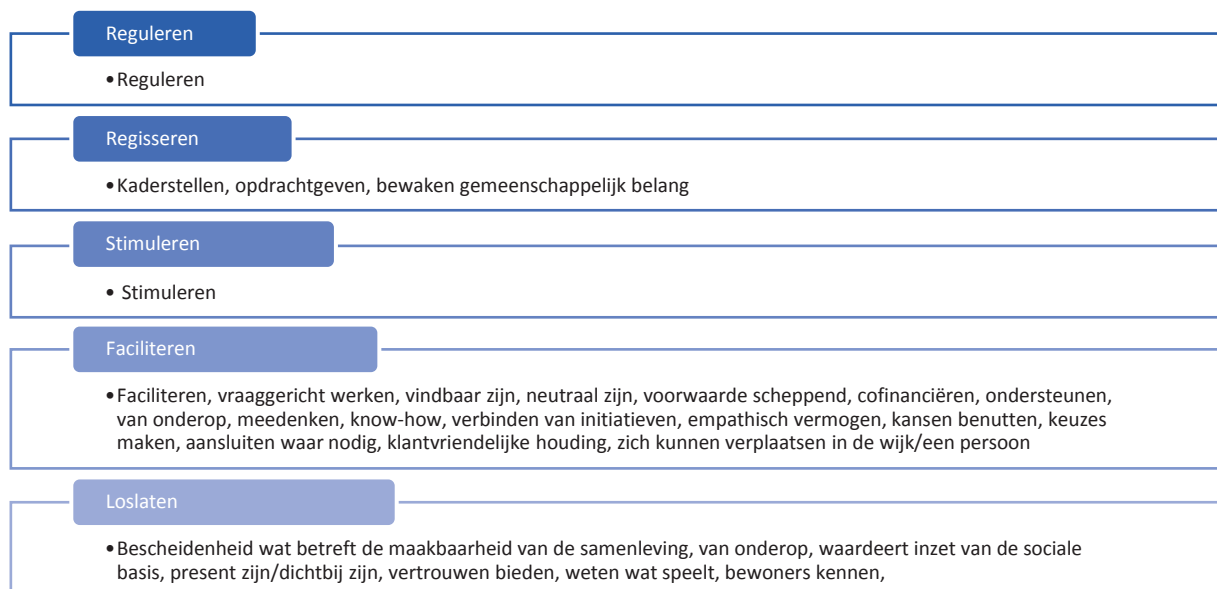 Reguleren
•Reguleren
Regisseren
•Kaderstellen, opdrachtgeven, bewaken gemeenschappelijk belang
Stimuleren
• Stimuleren
Faciliteren
•Faciliteren, vraaggericht werken, vindbaar zijn, neutraal zijn, voorwaarde scheppend, cofinanciëren, ondersteunen,
van onderop, meedenken, know-how, verbinden van initiatieven, empathisch vermogen, kansen benutten, keuzes
maken, aansluiten waar nodig, klantvriendelijke houding, zich kunnen verplaatsen in de wijk/een persoon
Loslaten
•Bescheidenheid wat betreft de maakbaarheid van de samenleving, van onderop, waardeert inzet van de sociale
basis, present zijn/dichtbij zijn, vertrouwen bieden, weten wat speelt, bewoners kennen,